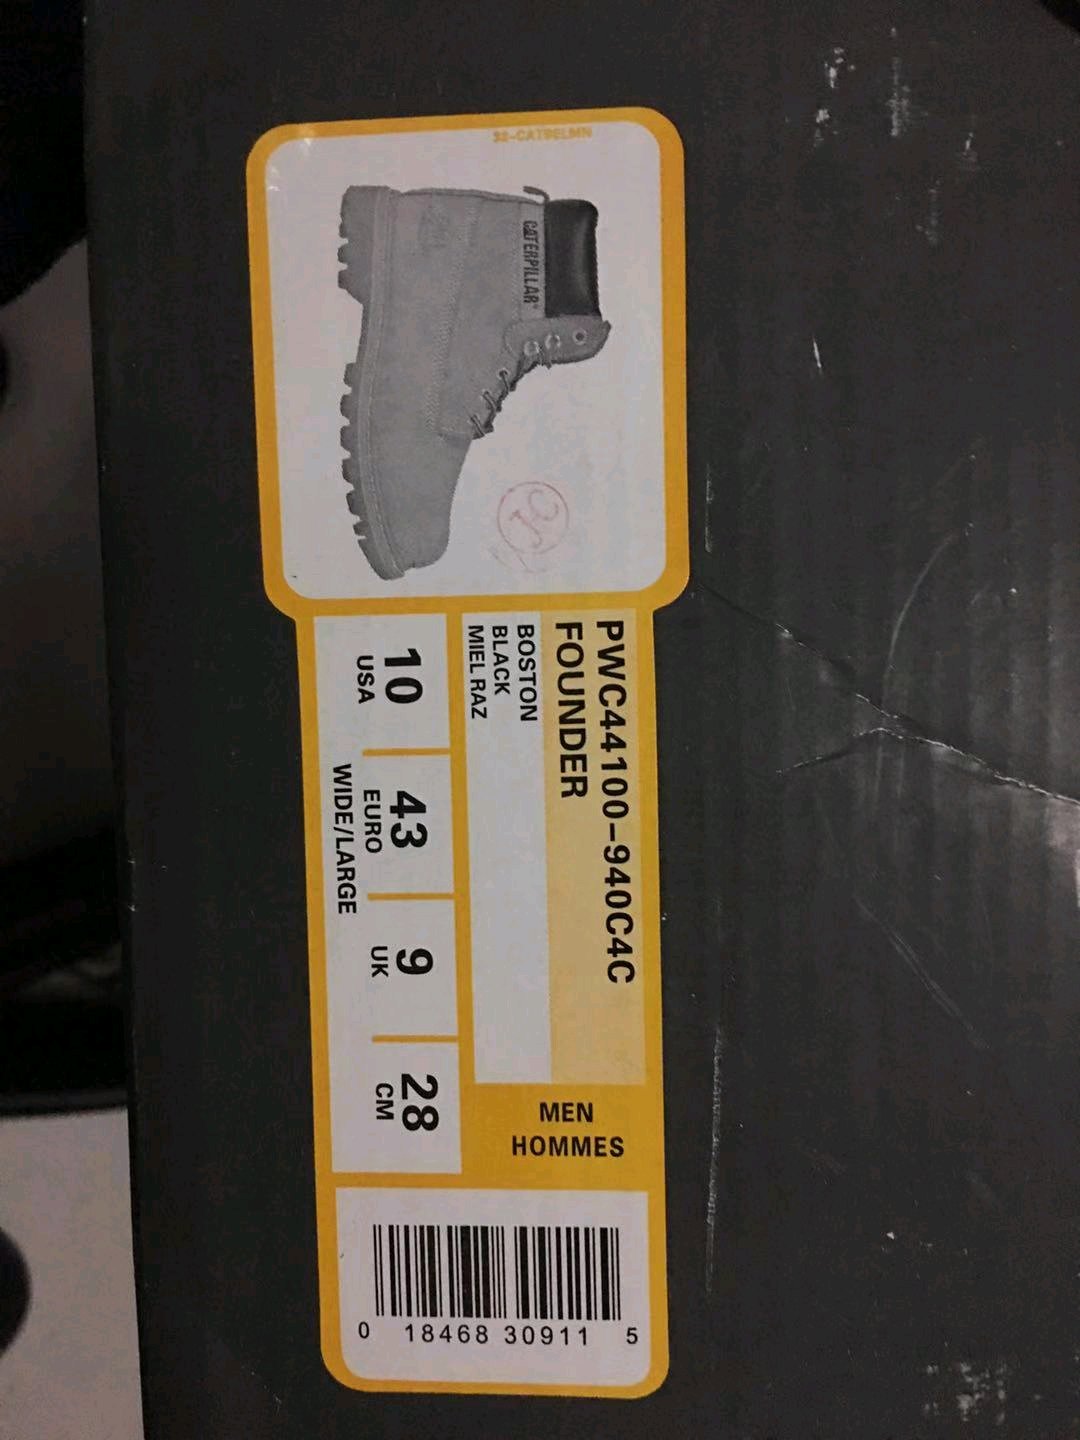 32-CATBELMN
CATERPILLAR®
PWC44100-940C4C
FOUNDER
BOSTON
BLACK
MIEL RAZ
MEN
HOMMES
10 43 9 28
USA EURO UK CM
WIDE/LARGE
0 18468 30911 5